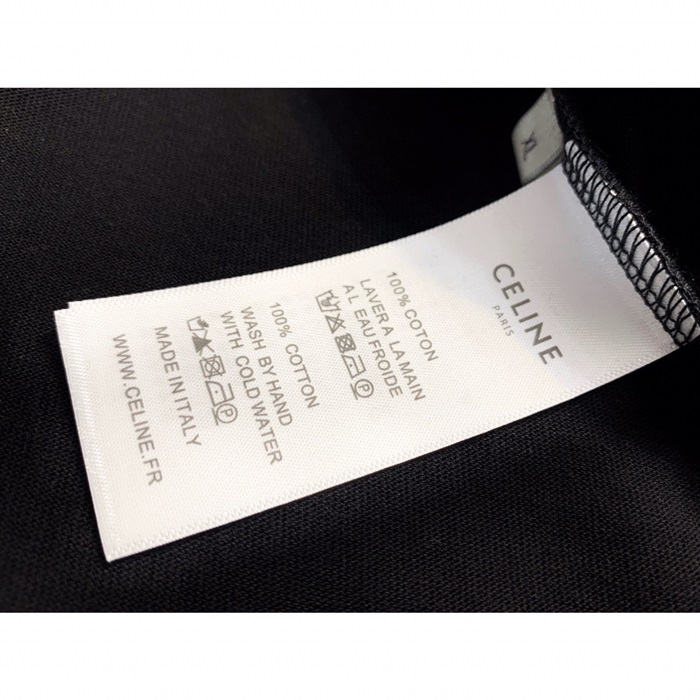 XL
CELINE
PARIS
100% COTON
LAVER A LA MAIN
A L EAU FROIDE
100% COTTON
WASH BY HAND
WITH COLD WATER
MADE IN ITALY
WWW.CELINE.FR